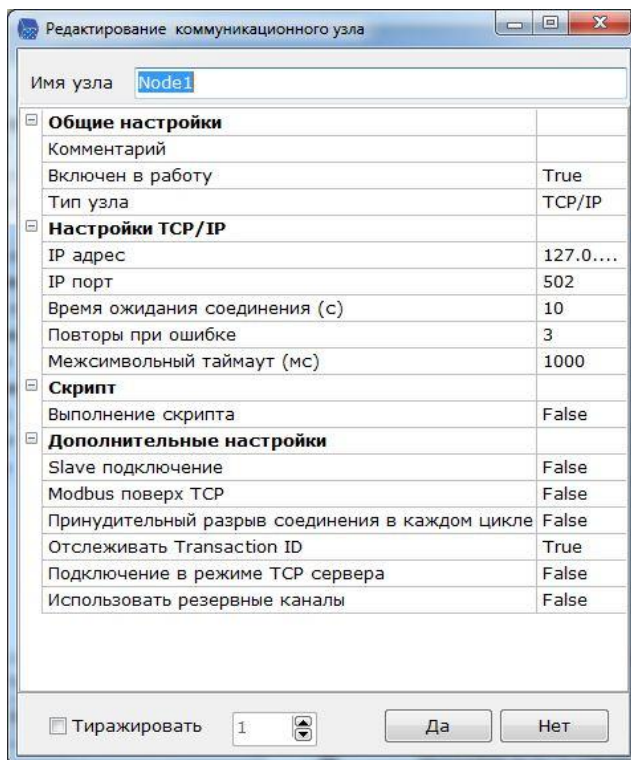 Редактирование коммуникационного узла
Имя узла Node1
Общие настройки
Комментарий
Включен в работу True
Тип узла TCP/IP
Настройки TCP/IP
IP адрес 127.0....
IP порт 502
Время ожидания соединения (с) 10
Повторы при ошибке 3
Межсимвольный таймаут (мс) 1000
Скрипт
Выполнение скрипта False
Дополнительные настройки
Slave подключение False
Modbus поверх TCP False
Принудительный разрыв соединения в каждом цикле False
Отслеживать Transaction ID True
Подключение в режиме TCP сервера False
Использовать резервные каналы False
Тиражировать 1 Да Нет